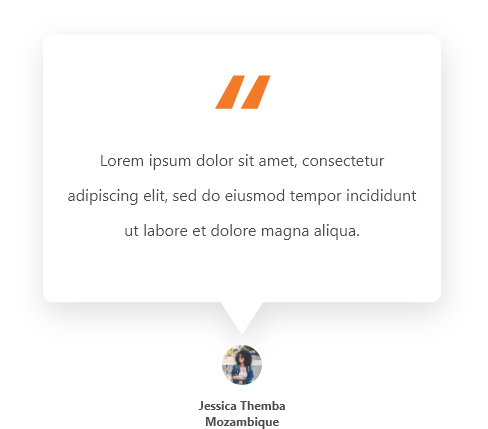 Lorem ipsum dolor sit amet, consectetur
adipiscing elit, sed do eiusmod tempor incididunt
ut labore et dolore magna aliqua.
Jessica Themba
Mozambique